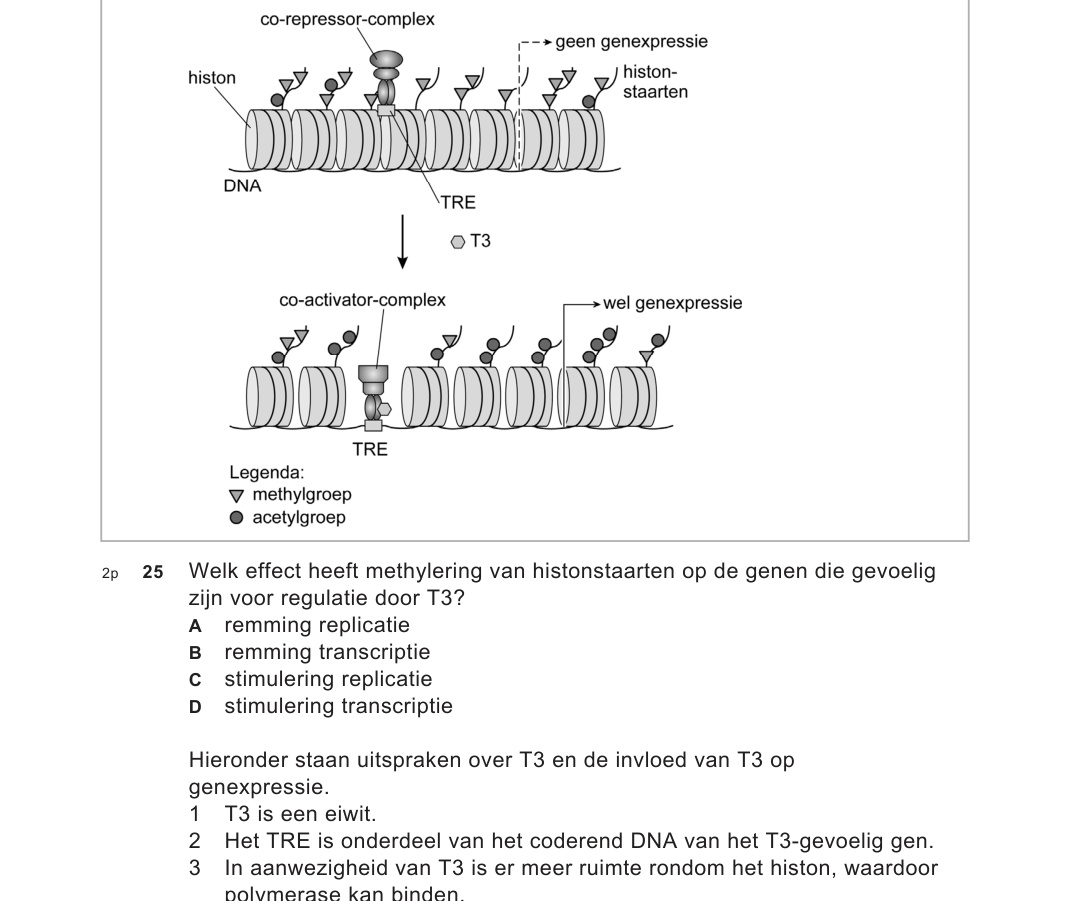 co-repressor-complex
geen genexpressie
histon
histon-
staarten
DNA
TRE
T3
co-activator-complex
wel genexpressie
TRE
Legenda:
methylgroep
acetylgroep
2p 25 Welk effect heeft methylering van histonstaarten op de genen die gevoelig
zijn voor regulatie door T3?
A remming replicatie
B remming transcriptie
C stimulering replicatie
D stimulering transcriptie
Hieronder staan uitspraken over T3 en de invloed van T3 op
genexpressie.
1 T3 is een eiwit.
2 Het TRE is onderdeel van het coderend DNA van het T3-gevoelig gen.
3 In aanwezigheid van T3 is er meer ruimte rondom het histon, waardoor
polymerase kan binden.